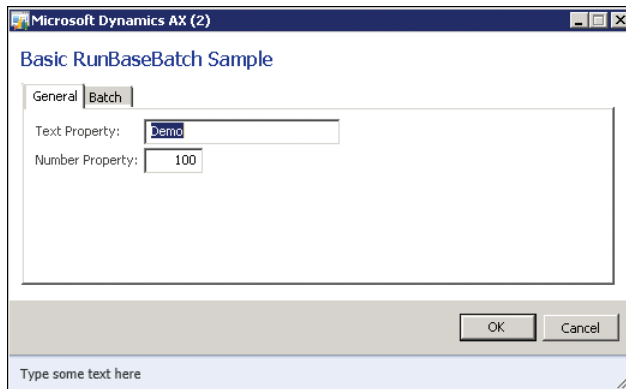 Microsoft Dynamics AX (2)
Basic RunBaseBatch Sample
General Batch
Text Property: Demo
Number Property: 100
OK Cancel
Type some text here